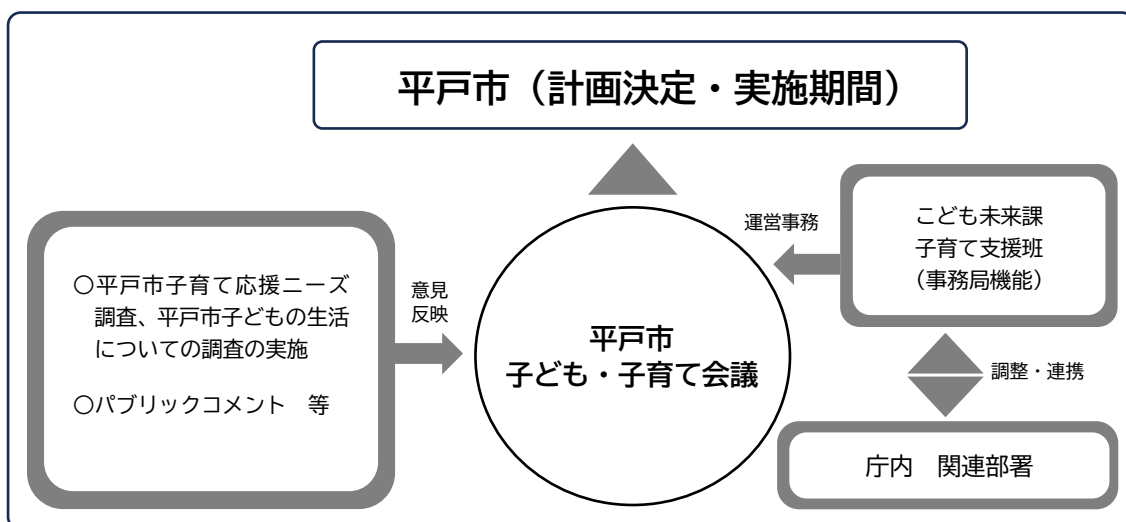 平戸市（計画決定・実施期間）
〇平戸市子育て応援ニーズ
調査、平戸市子どもの生活
についての調査の実施
〇パブリックコメント　等
意見
反映
平戸市
子ども・子育て会議
運営事務
こども未来課
子育て支援班
（事務局機能）
調整・連携
庁内　関連部署